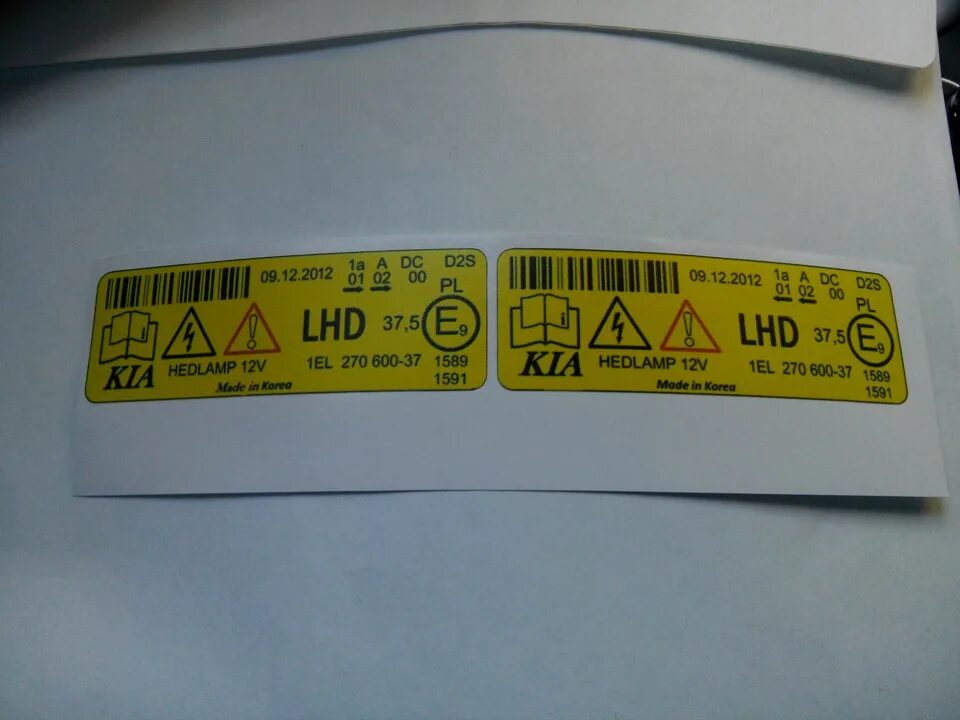 09.12.2012 1a A DC D2S
01 02 00
PL
LHD 37,5 E9
KIA HEDLAMP 12V 1EL 270 600-37 1589
Made in Korea 1591
09.12.2012 1a A DC D2S
01 02 00
PL
LHD 37,5 E9
KIA HEDLAMP 12V 1EL 270 600-37 1589
Made in Korea 1591